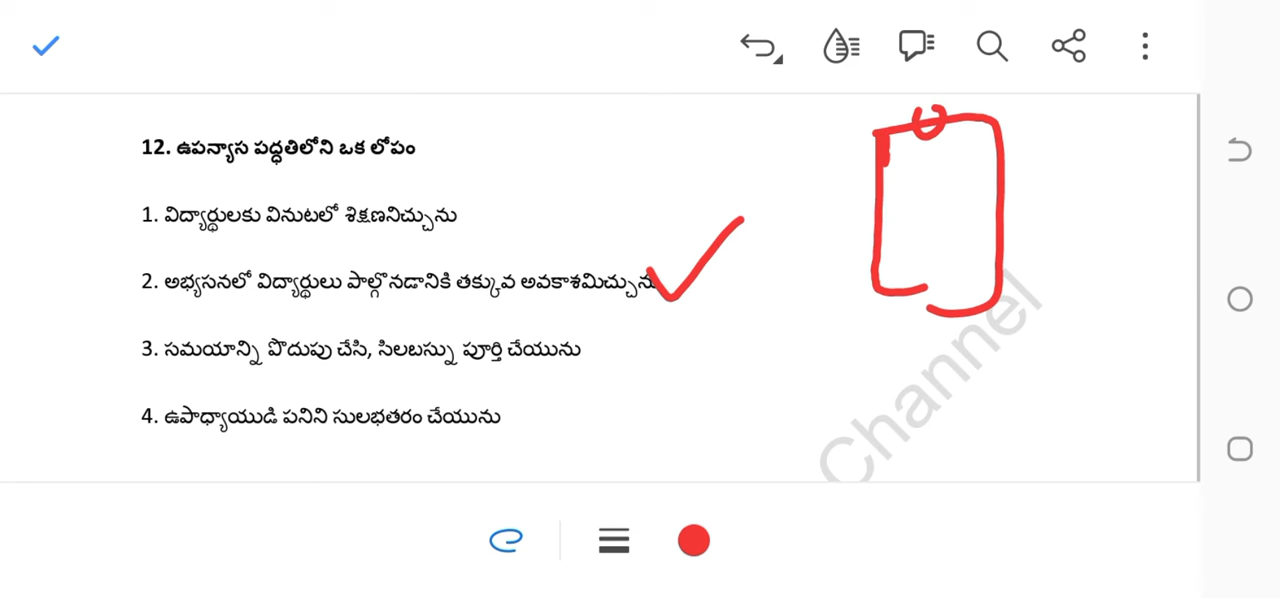 12. ఉపన్యాస పద్ధతిలోని ఒక లోపం
1. విద్యార్థులకు వినుటలో శిక్షణనిచ్చును
2. అభ్యసనలో విద్యార్థులు పాల్గొనడానికి తక్కువ అవకాశమిచ్చును
3. సమయాన్ని పొదుపు చేసి, సిలబస్ను పూర్తి చేయును
4. ఉపాధ్యాయుడి పనిని సులభతరం చేయును
Channel